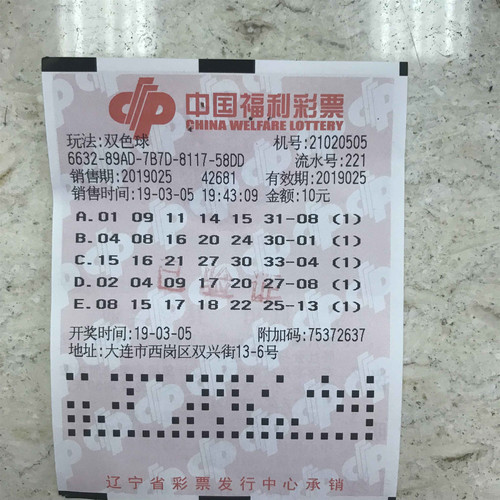 中国福利彩票
CHINA WELFARE LOTTERY
玩法:双色球 机号:21020505
6632-89AD-7B7D-8117-58DD 流水号:221
销售期:2019025 42681 有效期:2019025
销售时间:19-03-05 19:43:09 金额:10元
A.01 09 11 14 15 31-08 (1)
B.04 08 16 20 24 30-01 (1)
C.15 16 21 27 30 33-04 (1)
D.02 04 09 17 20 27-08 (1)
E.08 15 17 18 22 25-13 (1)
开奖时间:19-03-05 附加码:75372637
地址:大连市西岗区双兴街13-6号
辽宁省彩票发行中心承销